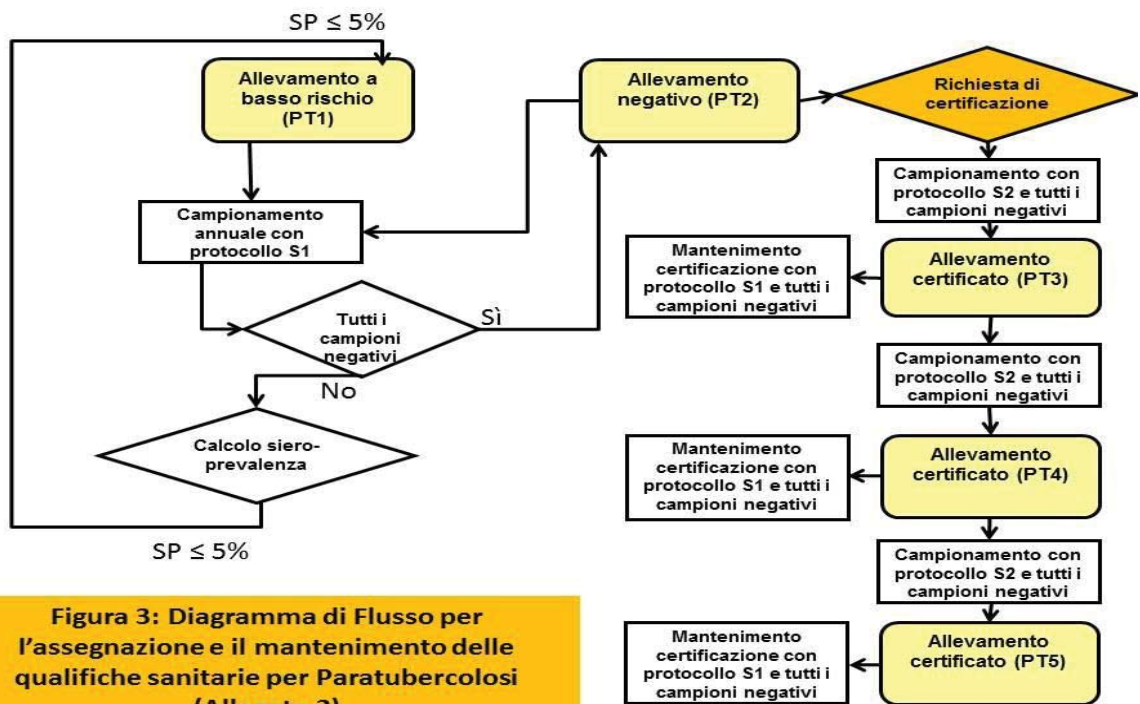 SP ≤ 5%
Allevamento a
basso rischio
(PT1)
Campionamento
annuale con
protocollo S1
Tutti i
campioni
negativi
Sì
No
Calcolo siero-
prevalenza
SP ≤ 5%
Allevamento
negativo (PT2)
Richiesta di
certificazione
Campionamento con
protocollo S2 e tutti i
campioni negativi
Allevamento
certificato (PT3)
Mantenimento
certificazione con
protocollo S1 e tutti i
campioni negativi
Campionamento con
protocollo S2 e tutti i
campioni negativi
Allevamento
certificato (PT4)
Mantenimento
certificazione con
protocollo S1 e tutti i
campioni negativi
Campionamento con
protocollo S2 e tutti i
campioni negativi
Allevamento
certificato (PT5)
Mantenimento
certificazione con
protocollo S1 e tutti i
campioni negativi
Figura 3: Diagramma di Flusso per
l'assegnazione e il mantenimento delle
qualifiche sanitarie per Paratubercolosi